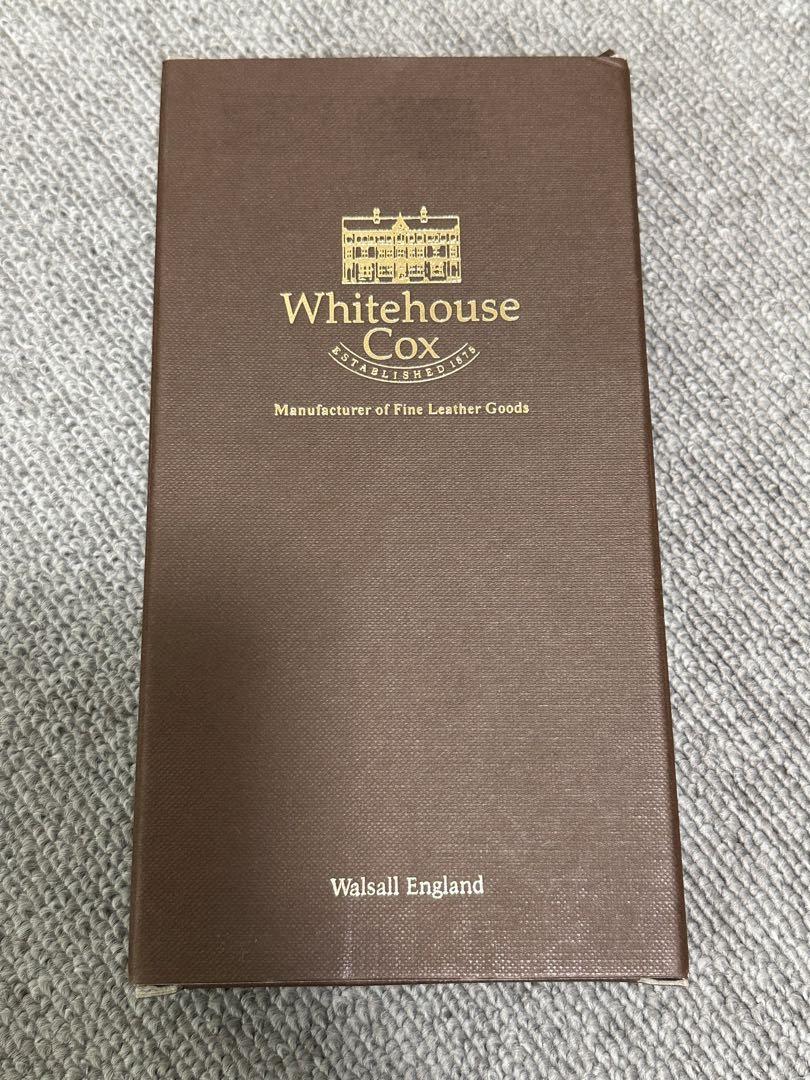 Whitehouse
Cox
ESTABLISHED 1875
Manufacturer of Fine Leather Goods
Walsall England